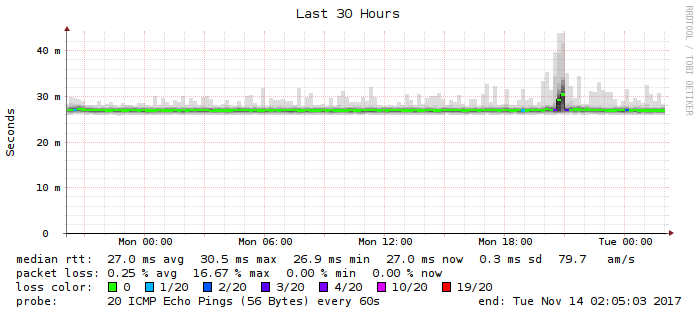 Last 30 Hours
RRDTOOL / TOBI OETIKER
Seconds
40 m
30 m
20 m
10 m
0
Mon 00:00 Mon 06:00 Mon 12:00 Mon 18:00 Tue 00:00
median rtt: 27.0 ms avg 30.5 ms max 26.9 ms min 27.0 ms now 0.3 ms sd 79.7 am/s
packet loss: 0.25 % avg 16.67 % max 0.00 % min 0.00 % now
loss color: 0 1/20 2/20 3/20 4/20 10/20 19/20
probe: 20 ICMP Echo Pings (56 Bytes) every 60s end: Tue Nov 14 02:05:03 2017